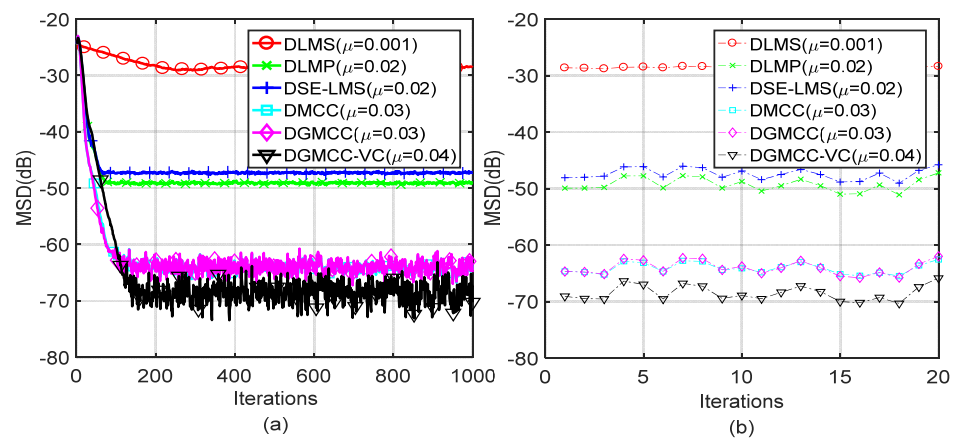 -20
-30
-40
-50
-60
-70
-80
MSD(dB)
DLMS(μ=0.001)
DLMP(μ=0.02)
DSE-LMS(μ=0.02)
DMCC(μ=0.03)
DGMCC(μ=0.03)
DGMCC-VC(μ=0.04)
0
200
400
600
800
1000
Iterations
(a)
-20
-30
-40
-50
-60
-70
-80
MSD(dB)
DLMS(μ=0.001)
DLMP(μ=0.02)
DSE-LMS(μ=0.02)
DMCC(μ=0.03)
DGMCC(μ=0.03)
DGMCC-VC(μ=0.04)
0
5
10
15
20
Iterations
(b)